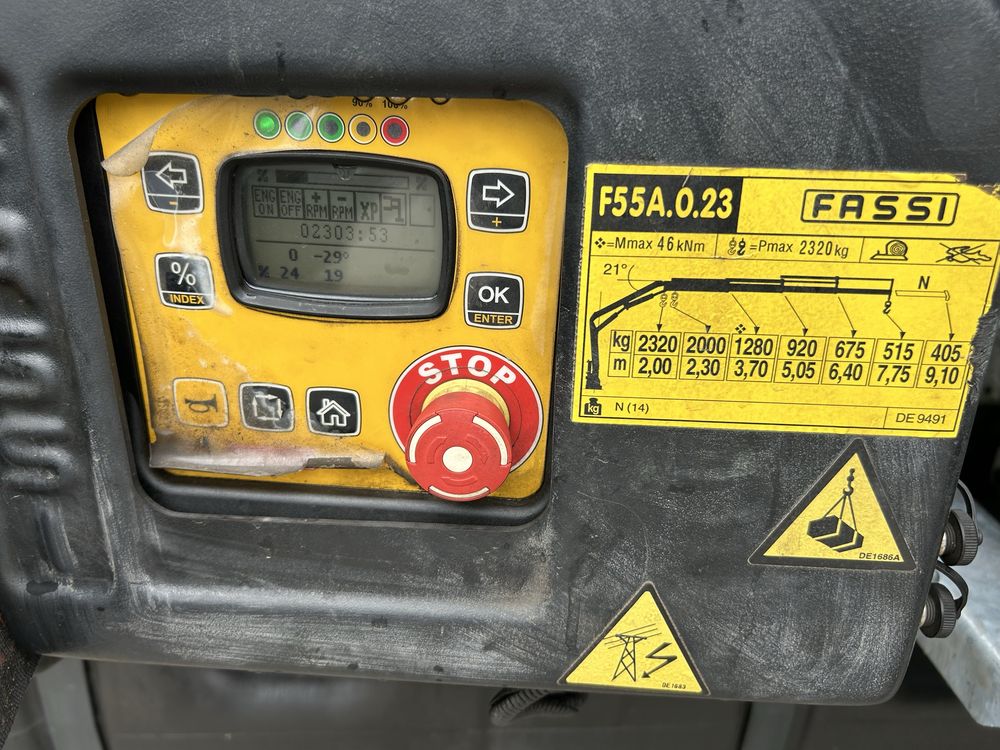 90% 100%
%
ENG ENG + - XP
ON OFF RPM RPM
02303:53
0 -29°
% 24 19
-
+
%
INDEX
OK
ENTER
STOP
F55A.0.23
FASSI
=Mmax 46 kNm
=Pmax 2320 kg
21°
N
kg 2320 2000 1280 920 675 515 405
m 2,00 2,30 3,70 5,05 6,40 7,75 9,10
kg N (14)
DE 9491
DE1686A
DE1683